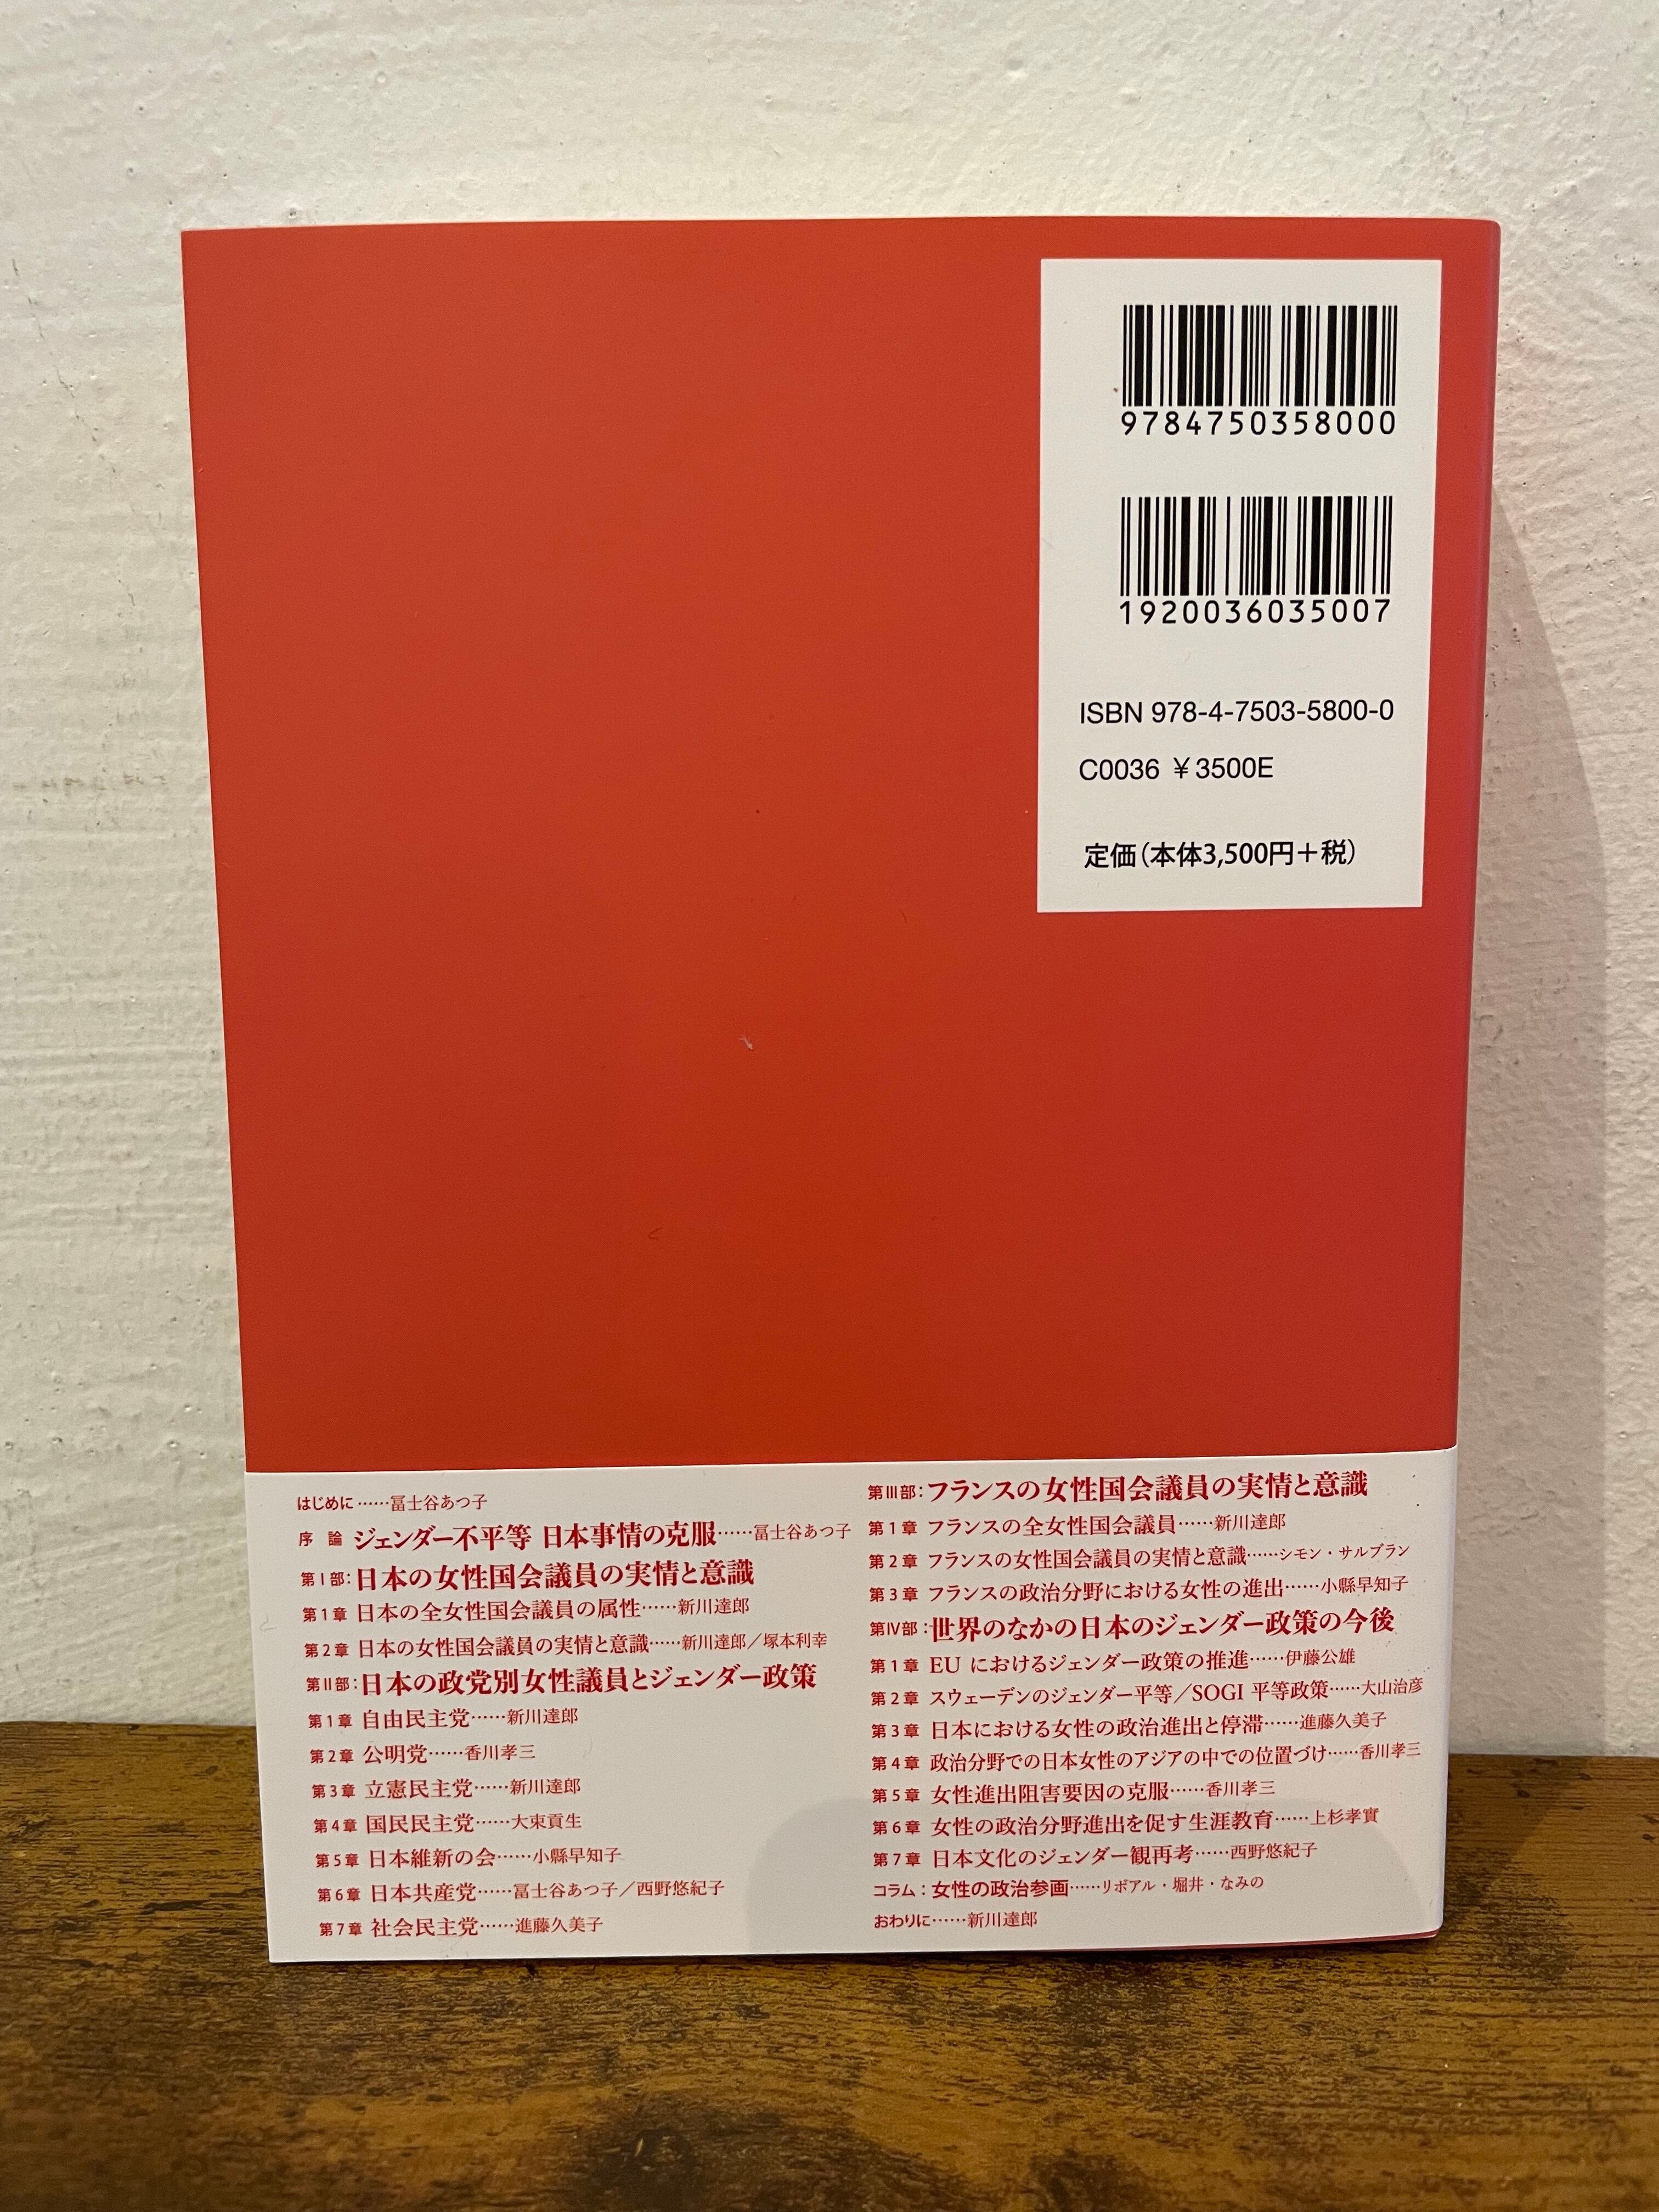 9784750358000
1920036035007
ISBN 978-4-7503-5800-0
C0036 ￥3500E
定価（本体3,500円＋税）
はじめに……冨士谷あつ子
序　論 ジェンダー不平等 日本事情の克服……冨士谷あつ子
第Ⅰ部：日本の女性国会議員の実情と意識
第1章 日本の全女性国会議員の属性……新川達郎
第2章 日本の女性国会議員の実情と意識……新川達郎／塚本利幸
第Ⅱ部：日本の政党別女性議員とジェンダー政策
第1章 自由民主党……新川達郎
第2章 公明党……香川孝三
第3章 立憲民主党……新川達郎
第4章 国民民主党……大束貢生
第5章 日本維新の会……小縣早知子
第6章 日本共産党……冨士谷あつ子／西野悠紀子
第7章 社会民主党……進藤久美子
第Ⅲ部：フランスの女性国会議員の実情と意識
第1章 フランスの全女性国会議員……新川達郎
第2章 フランスの女性国会議員の実情と意識……シモン・サルブラン
第3章 フランスの政治分野における女性の進出……小縣早知子
第Ⅳ部：世界のなかの日本のジェンダー政策の今後
第1章 EU におけるジェンダー政策の推進……伊藤公雄
第2章 スウェーデンのジェンダー平等／SOGI 平等政策……大山治彦
第3章 日本における女性の政治進出と停滞……進藤久美子
第4章 政治分野での日本女性のアジアの中での位置づけ……香川孝三
第5章 女性進出阻害要因の克服……香川孝三
第6章 女性の政治分野進出を促す生涯教育……上杉孝實
第7章 日本文化のジェンダー観再考……西野悠紀子
コラム：女性の政治参画……リボアル・堀井・なみの
おわりに……新川達郎